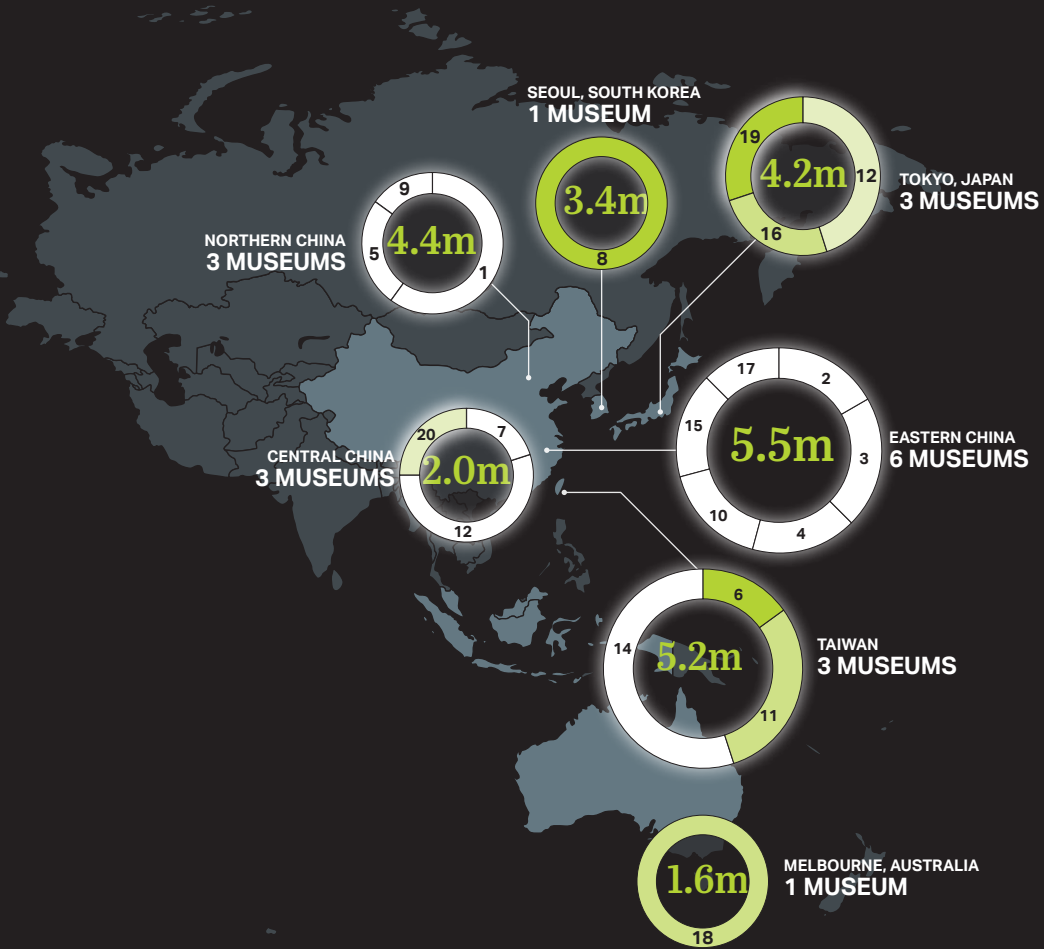 SEOUL, SOUTH KOREA
1 MUSEUM
3.4m
8
19
4.2m
12
16
TOKYO, JAPAN
3 MUSEUMS
NORTHERN CHINA
3 MUSEUMS
9
4.4m
5
1
17
2
15
5.5m
3
10
4
EASTERN CHINA
6 MUSEUMS
CENTRAL CHINA
3 MUSEUMS
20
7
2.0m
12
6
14
5.2m
11
TAIWAN
3 MUSEUMS
1.6m
18
MELBOURNE, AUSTRALIA
1 MUSEUM